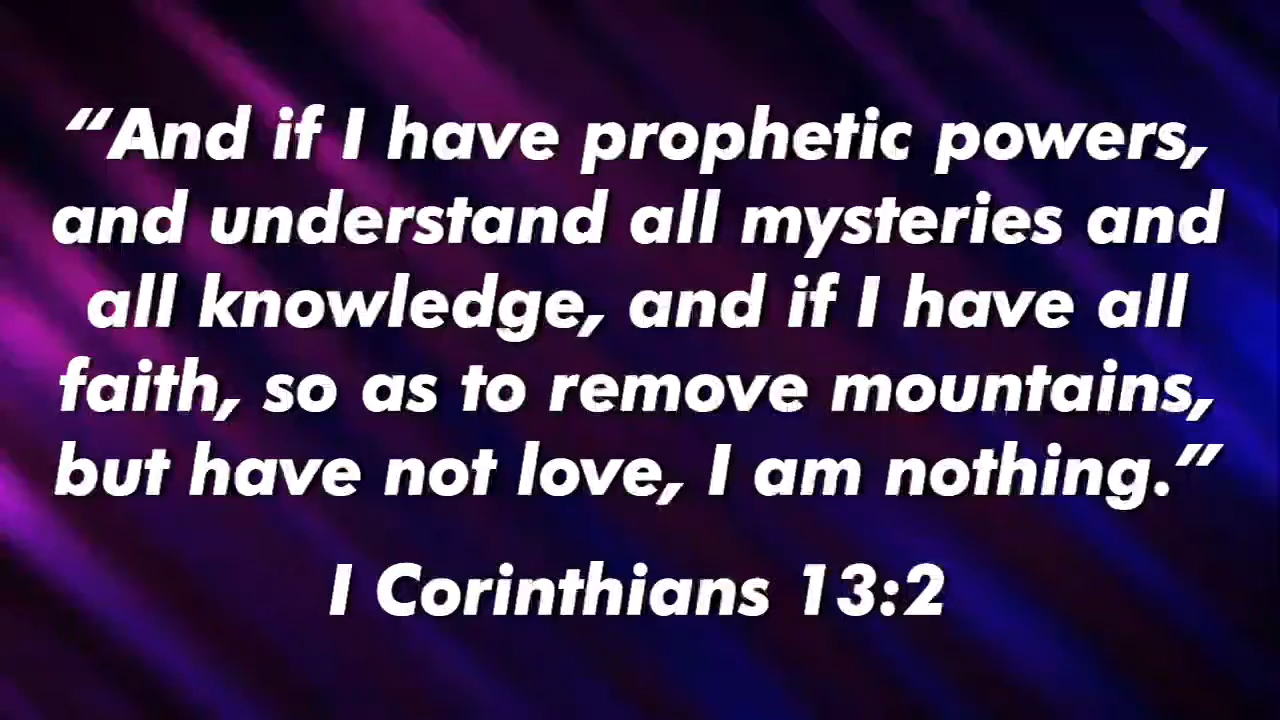 “And if I have prophetic powers,
and understand all mysteries and
all knowledge, and if I have all
faith, so as to remove mountains,
but have not love, I am nothing.”
I Corinthians 13:2